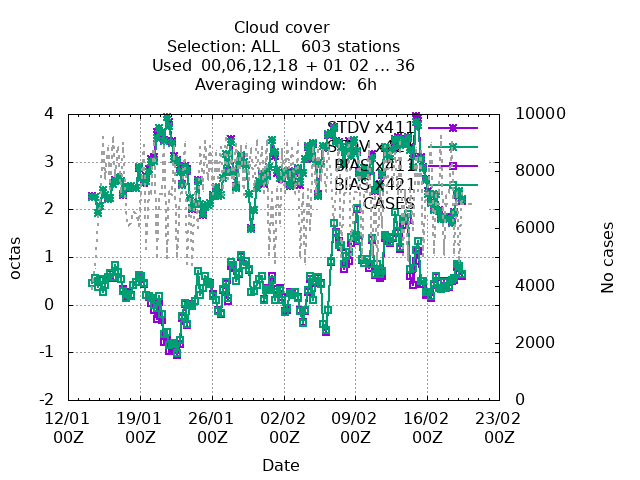 Cloud cover
Selection: ALL    603 stations
Used  00,06,12,18 + 01 02 ... 36
Averaging window:  6h
4
3
2
1
0
-1
-2
octas
10000
8000
6000
4000
2000
0
No cases
STDV x411
STDV x421
BIAS x411
BIAS x421
CASES
12/01 19/01 26/01 02/02 09/02 16/02 23/02
00Z 00Z 00Z 00Z 00Z 00Z 00Z
Date